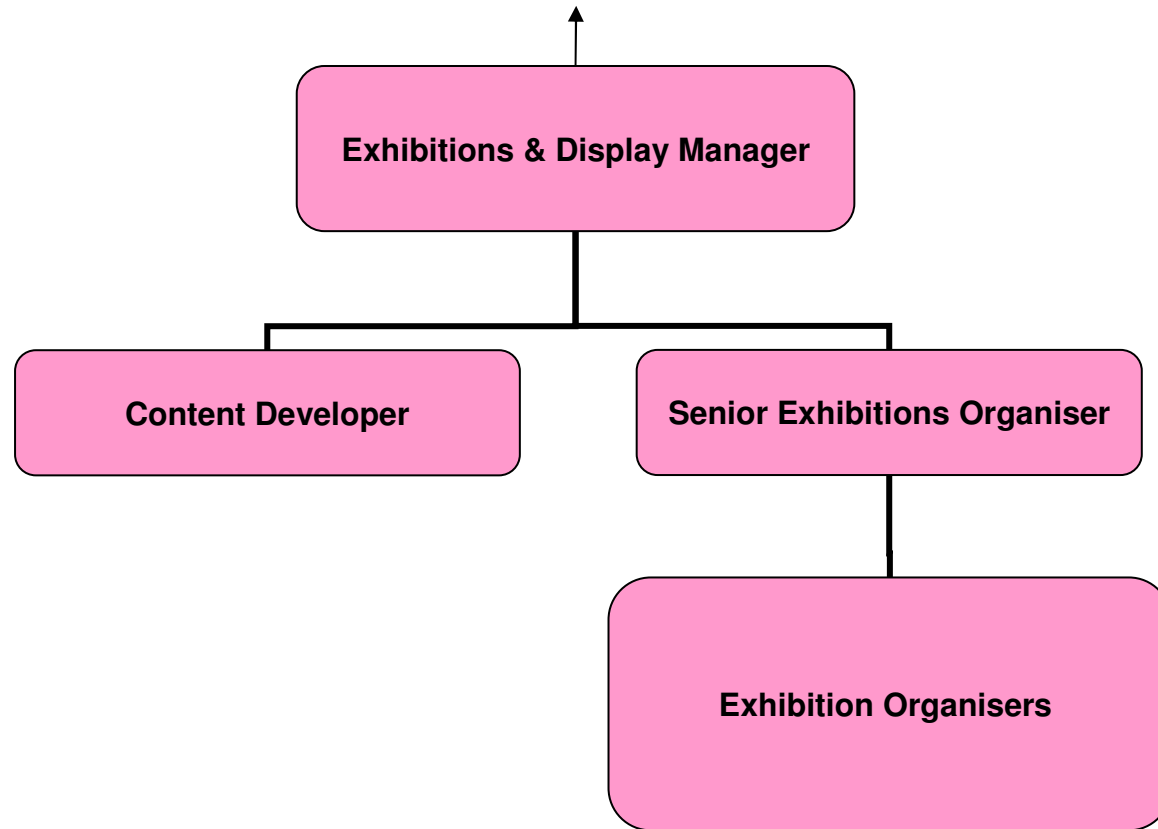 Exhibitions & Display Manager
Content Developer
Senior Exhibitions Organiser
Exhibition Organisers